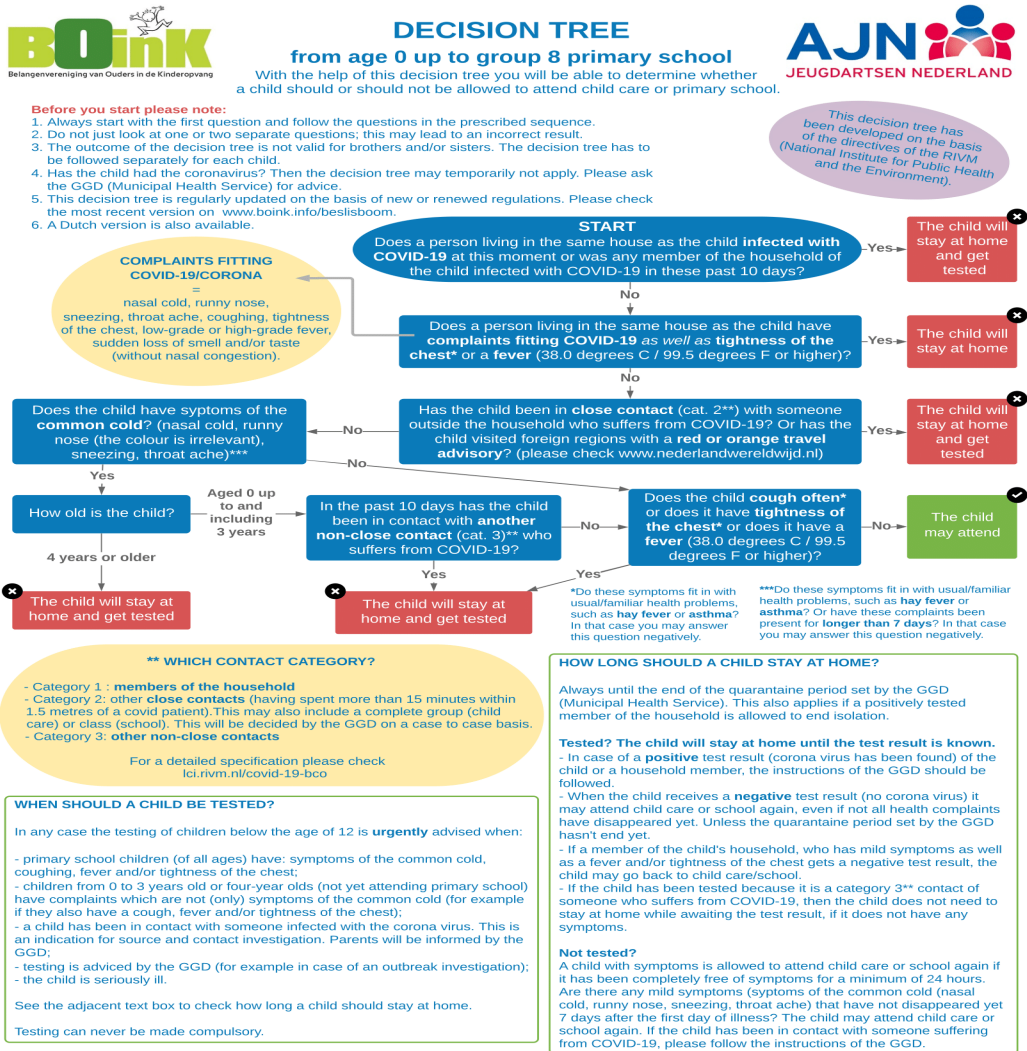 BOinK
Belangenvereniging van Ouders in de Kinderopvang
DECISION TREE
from age 0 up to group 8 primary school
With the help of this decision tree you will be able to determine whether
a child should or should not be allowed to attend child care or primary school.
AJN
JEUGDARTSEN NEDERLAND
Before you start please note:
1. Always start with the first question and follow the questions in the prescribed sequence.
2. Do not just look at one or two separate questions; this may lead to an incorrect result.
3. The outcome of the decision tree is not valid for brothers and/or sisters. The decision tree has to
be followed separately for each child.
4. Has the child had the coronavirus? Then the decision tree may temporarily not apply. Please ask
the GGD (Municipal Health Service) for advice.
5. This decision tree is regularly updated on the basis of new or renewed regulations. Please check
the most recent version on www.boink.info/beslisboom.
6. A Dutch version is also available.
This decision tree has
been developed on the basis
of the directives of the RIVM
(National Institute for Public Health
and the Environment).
START
Does a person living in the same house as the child infected with
COVID-19 at this moment or was any member of the household of
the child infected with COVID-19 in these past 10 days?
Yes
The child will
stay at home
and get
tested
No
COMPLAINTS FITTING
COVID-19/CORONA
=
nasal cold, runny nose,
sneezing, throat ache, coughing, tightness
of the chest, low-grade or high-grade fever,
sudden loss of smell and/or taste
(without nasal congestion).
Does a person living in the same house as the child have
complaints fitting COVID-19 as well as tightness of the
chest* or a fever (38.0 degrees C / 99.5 degrees F or higher)?
Yes
The child will
stay at home
No
Has the child been in close contact (cat. 2**) with someone
outside the household who suffers from COVID-19? Or has the
child visited foreign regions with a red or orange travel
advisory? (please check www.nederlandwereldwijd.nl)
Yes
The child will
stay at home
and get
tested
No
Does the child have syptoms of the
common cold? (nasal cold, runny
nose (the colour is irrelevant),
sneezing, throat ache)***
No
Yes
How old is the child?
Aged 0 up
to and
including
3 years
In the past 10 days has the child
been in contact with another
non-close contact (cat. 3)** who
suffers from COVID-19?
No
Does the child cough often*
or does it have tightness of
the chest* or does it have a
fever (38.0 degrees C / 99.5
degrees F or higher)?
No
The child
may attend
4 years or older
Yes
Yes
The child will stay at
home and get tested
The child will stay at
home and get tested
*Do these symptoms fit in with
usual/familiar health problems,
such as hay fever or asthma?
In that case you may answer
this question negatively.
***Do these symptoms fit in with usual/familiar
health problems, such as hay fever or
asthma? Or have these complaints been
present for longer than 7 days? In that case
you may answer this question negatively.
** WHICH CONTACT CATEGORY?
- Category 1 : members of the household
- Category 2: other close contacts (having spent more than 15 minutes within
1.5 metres of a covid patient).This may also include a complete group (child
care) or class (school). This will be decided by the GGD on a case to case basis.
- Category 3: other non-close contacts
For a detailed specification please check
lci.rivm.nl/covid-19-bco
WHEN SHOULD A CHILD BE TESTED?
In any case the testing of children below the age of 12 is urgently advised when:
- primary school children (of all ages) have: symptoms of the common cold,
coughing, fever and/or tightness of the chest;
- children from 0 to 3 years old or four-year olds (not yet attending primary school)
have complaints which are not (only) symptoms of the common cold (for example
if they also have a cough, fever and/or tightness of the chest);
- a child has been in contact with someone infected with the corona virus. This is
an indication for source and contact investigation. Parents will be informed by the
GGD;
- testing is adviced by the GGD (for example in case of an outbreak investigation);
- the child is seriously ill.
See the adjacent text box to check how long a child should stay at home.
Testing can never be made compulsory.
HOW LONG SHOULD A CHILD STAY AT HOME?
Always until the end of the quarantaine period set by the GGD
(Municipal Health Service). This also applies if a positively tested
member of the household is allowed to end isolation.
Tested? The child will stay at home until the test result is known.
- In case of a positive test result (corona virus has been found) of the
child or a household member, the instructions of the GGD should be
followed.
- When the child receives a negative test result (no corona virus) it
may attend child care or school again, even if not all health complaints
have disappeared yet. Unless the quarantaine period set by the GGD
hasn't end yet.
- If a member of the child's household, who has mild symptoms as well
as a fever and/or tightness of the chest gets a negative test result, the
child may go back to child care/school.
- If the child has been tested because it is a category 3** contact of
someone who suffers from COVID-19, then the child does not need to
stay at home while awaiting the test result, if it does not have any
symptoms.
Not tested?
A child with symptoms is allowed to attend child care or school again if
it has been completely free of symptoms for a minimum of 24 hours.
Are there any mild symptoms (syptoms of the common cold (nasal
cold, runny nose, sneezing, throat ache) that have not disappeared yet
7 days after the first day of illness? The child may attend child care or
school again. If the child has been in contact with someone suffering
from COVID-19, please follow the instructions of the GGD.